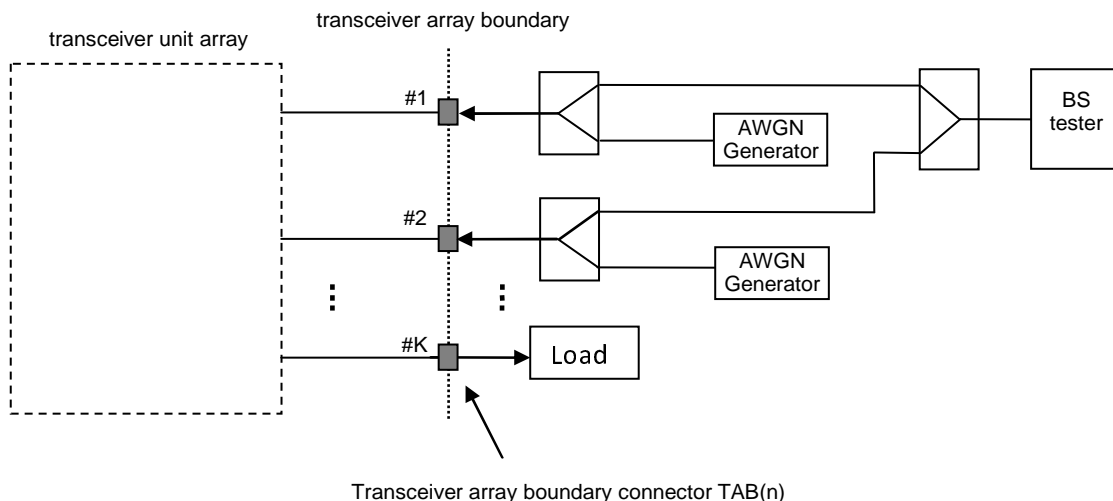 transceiver array boundary
transceiver unit array
#1
BS
tester
AWGN
Generator
#2
AWGN
Generator
#K
Load
Transceiver array boundary connector TAB(n)